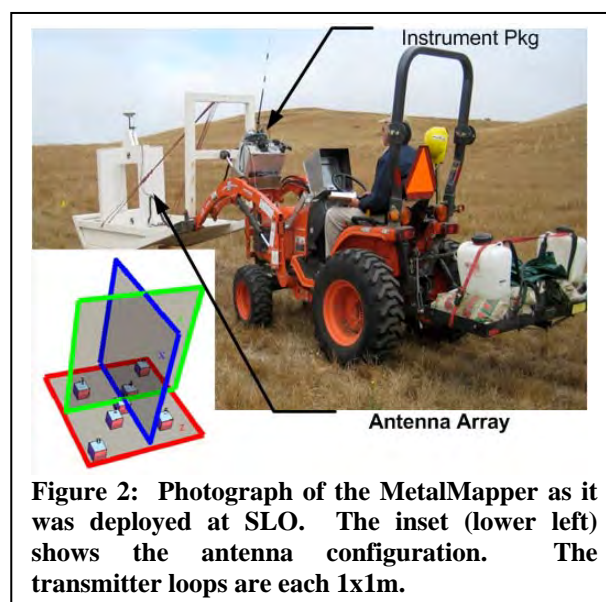 Instrument Pkg
X
Z
Antenna Array
Figure 2: Photograph of the MetalMapper as it
was deployed at SLO. The inset (lower left)
shows the antenna configuration. The
transmitter loops are each 1x1m.